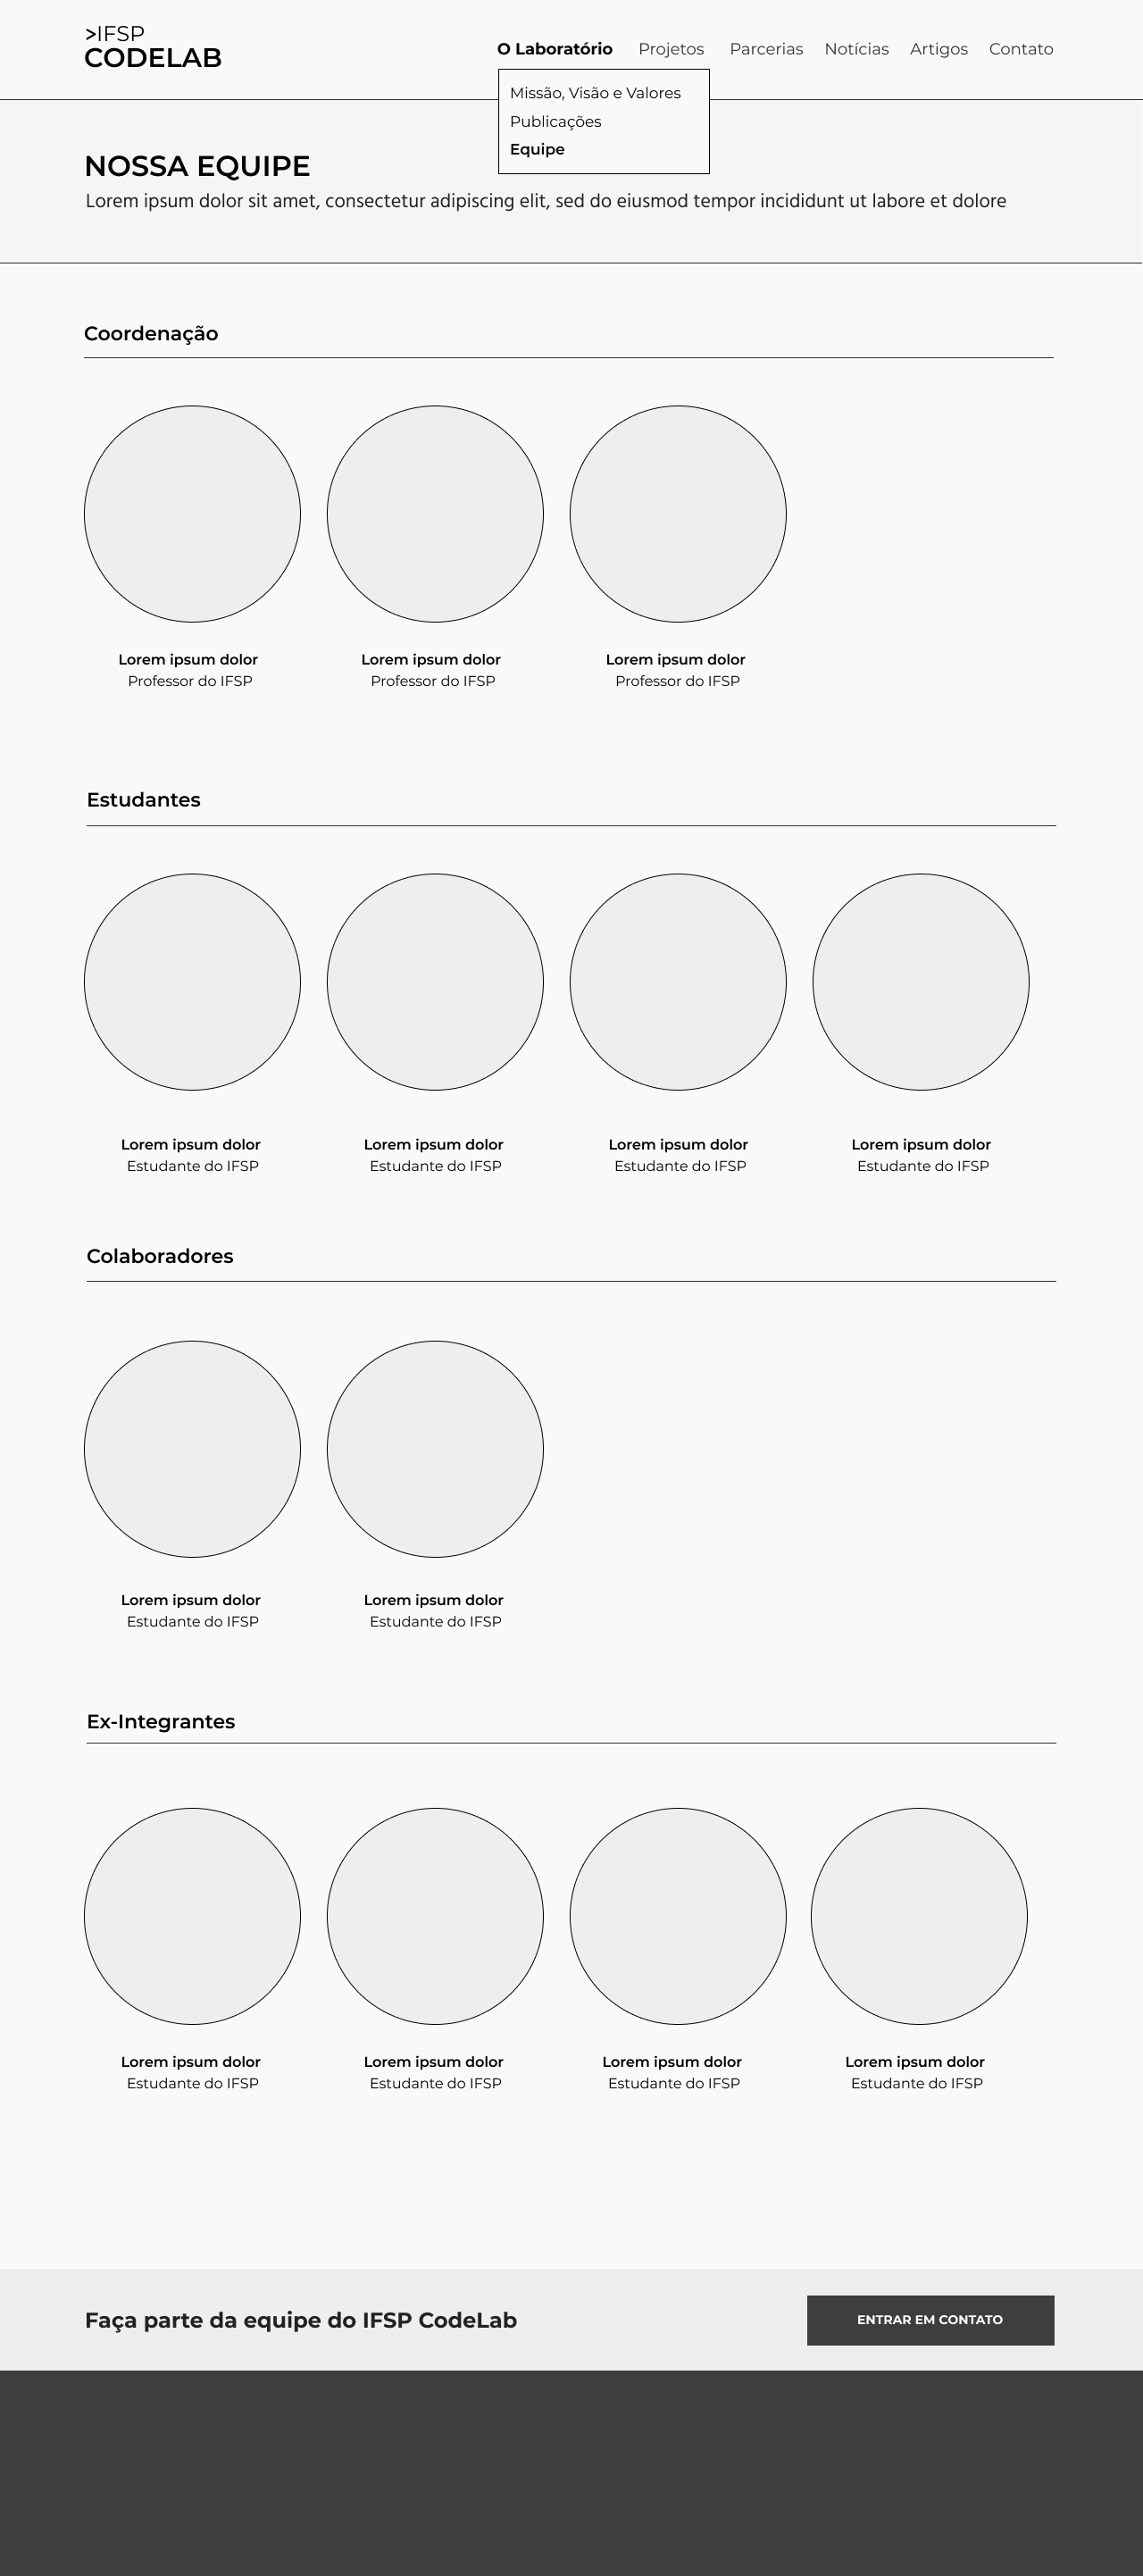 >IFSP
CODELAB
O Laboratório Projetos Parcerias Notícias Artigos Contato
Missão, Visão e Valores
Publicações
Equipe
NOSSA EQUIPE
Lorem ipsum dolor sit amet, consectetur adipiscing elit, sed do eiusmod tempor incididunt ut labore et dolore
Coordenação
Lorem ipsum dolor Lorem ipsum dolor Lorem ipsum dolor
Professor do IFSP Professor do IFSP Professor do IFSP
Estudantes
Lorem ipsum dolor Lorem ipsum dolor Lorem ipsum dolor Lorem ipsum dolor
Estudante do IFSP Estudante do IFSP Estudante do IFSP Estudante do IFSP
Colaboradores
Lorem ipsum dolor Lorem ipsum dolor
Estudante do IFSP Estudante do IFSP
Ex-Integrantes
Lorem ipsum dolor Lorem ipsum dolor Lorem ipsum dolor Lorem ipsum dolor
Estudante do IFSP Estudante do IFSP Estudante do IFSP Estudante do IFSP
Faça parte da equipe do IFSP CodeLab
ENTRAR EM CONTATO